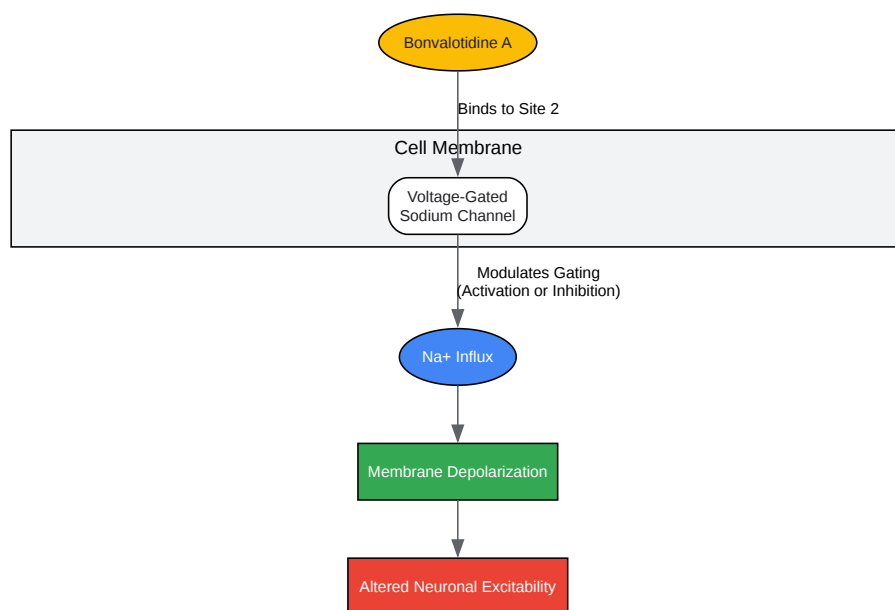 Bonvalotidine A
Binds to Site 2
Cell Membrane
Voltage-Gated
Sodium Channel
Modulates Gating
(Activation or Inhibition)
Na+ Influx
Membrane Depolarization
Altered Neuronal Excitability